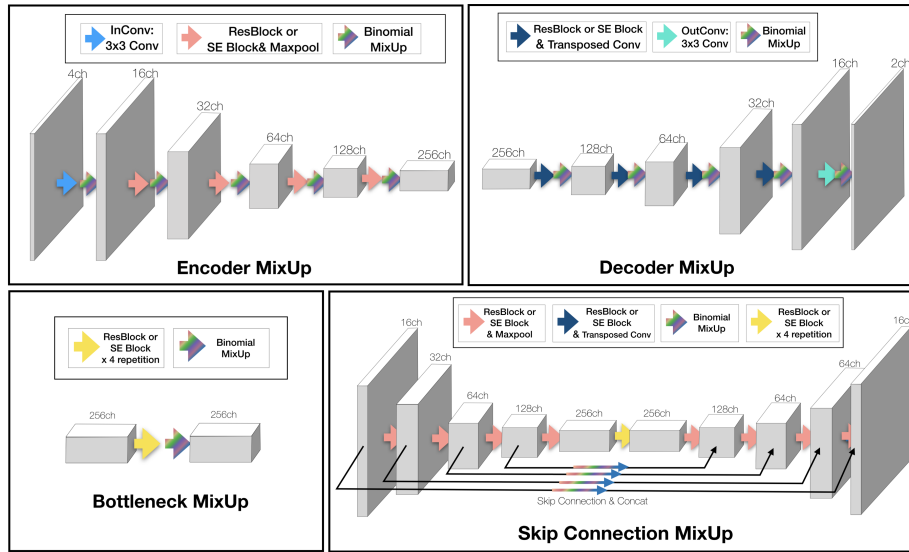 InConv:
3x3 Conv
ResBlock or
SE Block& Maxpool
Binomial
MixUp
4ch
16ch
32ch
64ch
128ch
256ch
Encoder MixUp
ResBlock or SE Block
& Transposed Conv
OutConv:
3x3 Conv
Binomial
MixUp
256ch
128ch
64ch
32ch
16ch
2ch
Decoder MixUp
ResBlock or
SE Block
x 4 repetition
Binomial
MixUp
256ch
256ch
Bottleneck MixUp
ResBlock or
SE Block
& Maxpool
ResBlock or
SE Block
& Transposed Conv
Binomial
MixUp
ResBlock or
SE Block
x 4 repetition
16ch
32ch
64ch
128ch
256ch
256ch
128ch
64ch
64ch
16ch
Skip Connection & Concat
Skip Connection MixUp